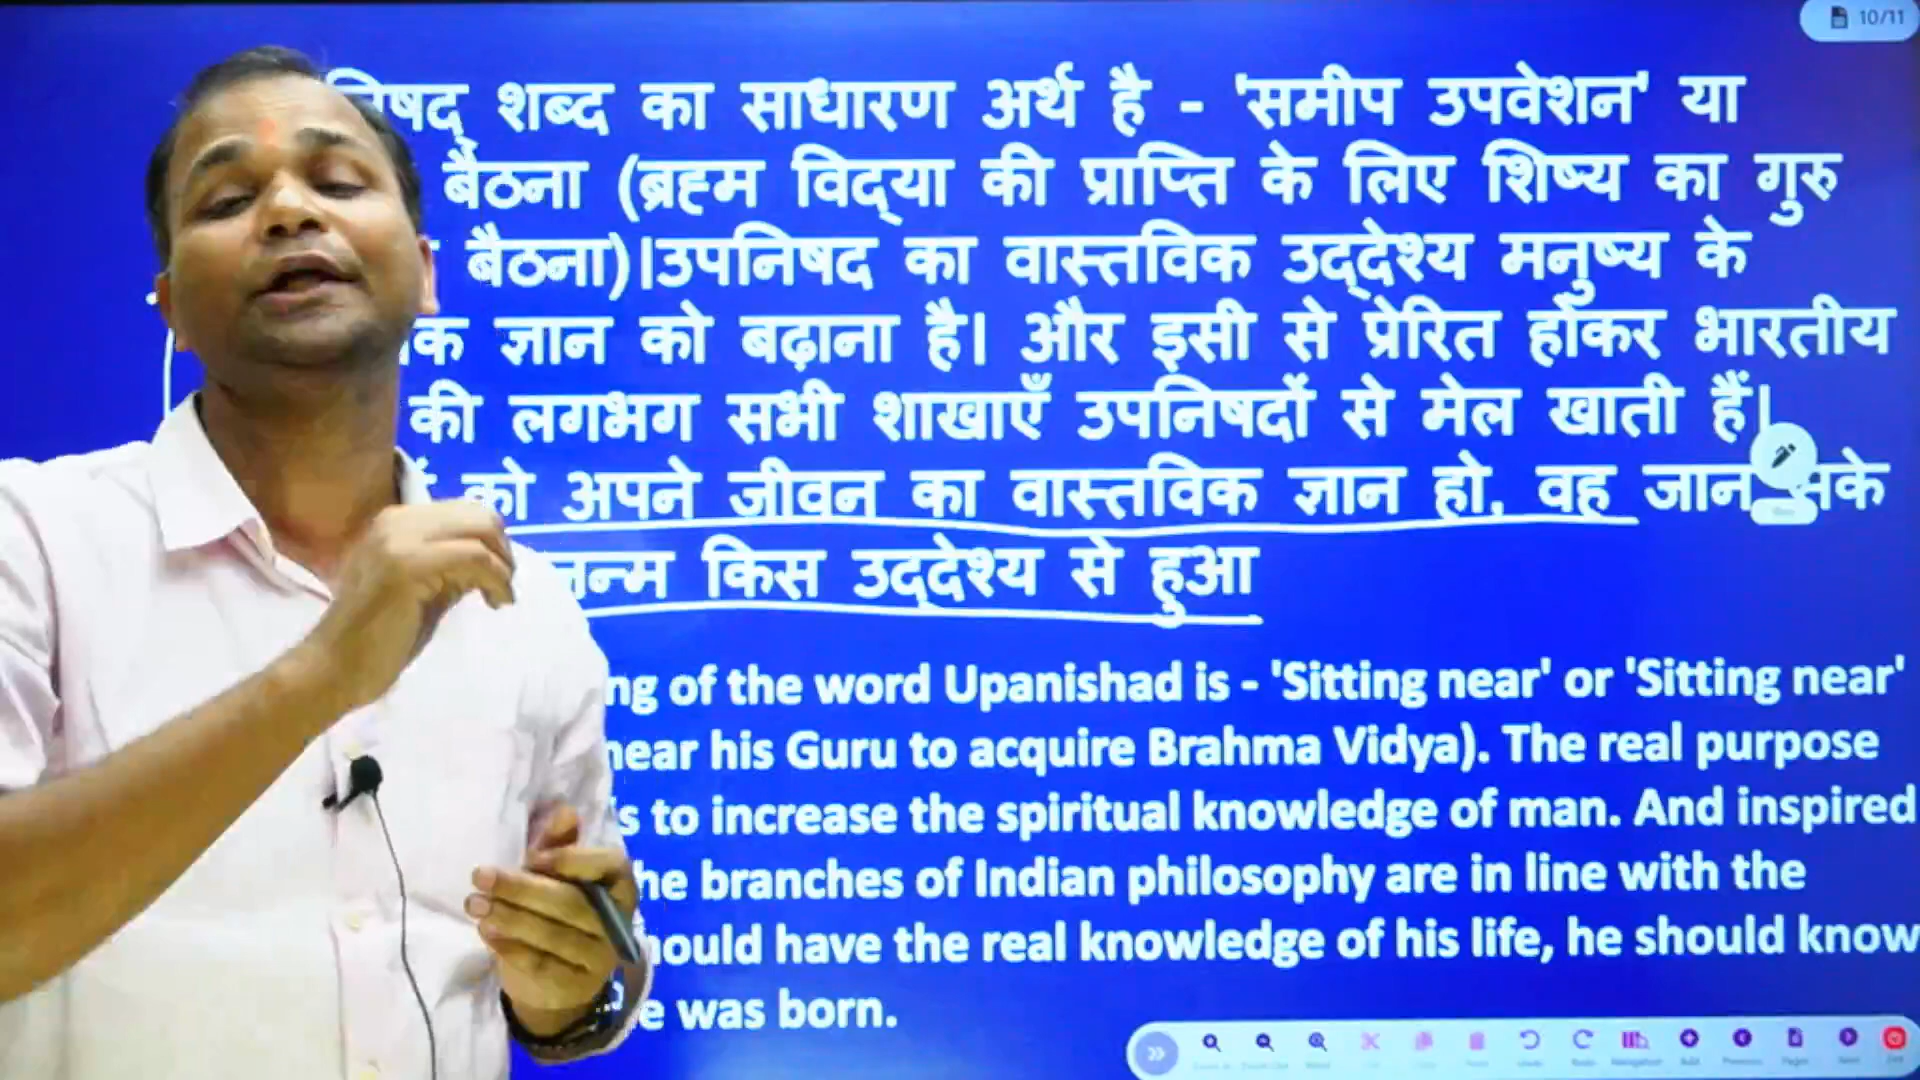 10/11
शब्द का साधारण अर्थ है - 'समीप उपवेशन' या
बैठना (ब्रह्म विद्या की प्राप्ति के लिए शिष्य का गुरु
बैठना)।उपनिषद का वास्तविक उद्देश्य मनुष्य के
ज्ञान को बढ़ाना है। और इसी से प्रेरित होकर भारतीय
की लगभग सभी शाखाएँ उपनिषदों से मेल खाती हैं।
को अपने जीवन का वास्तविक ज्ञान हो, वह जान सके
जन्म किस उद्देश्य से हुआ
of the word Upanishad is - 'Sitting near' or 'Sitting near'
near his Guru to acquire Brahma Vidya). The real purpose
is to increase the spiritual knowledge of man. And inspired
the branches of Indian philosophy are in line with the
should have the real knowledge of his life, he should know
was born.